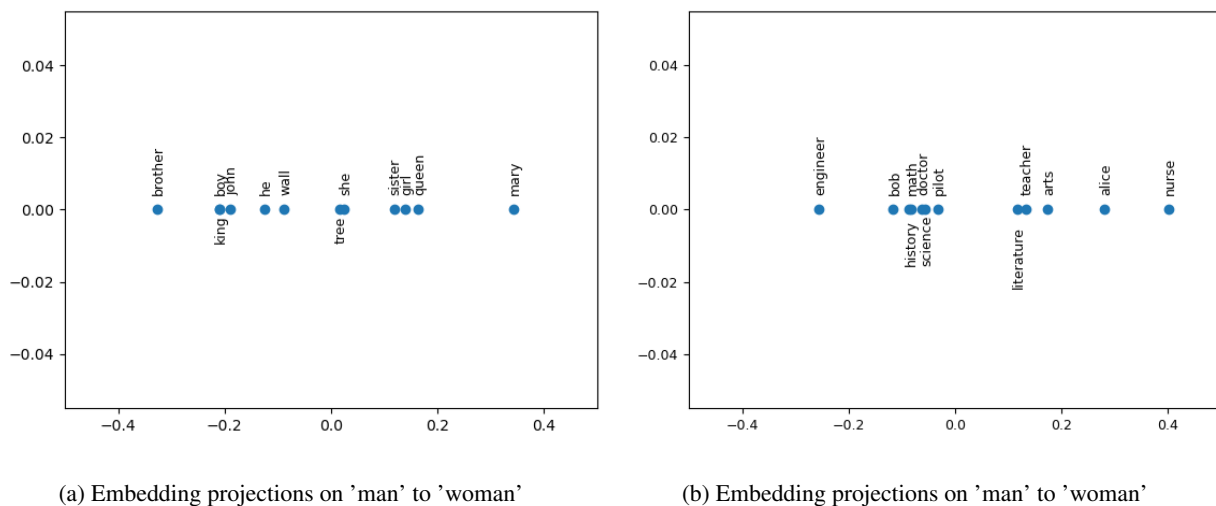 0.04
0.02
0.00
−0.02
−0.04
−0.4
−0.2
0.0
0.2
0.4
brother
boy
king
john
he
wall
she
tree
sister
girl
queen
mary
(a) Embedding projections on ’man’ to ’woman’
0.04
0.02
0.00
−0.02
−0.04
−0.4
−0.2
0.0
0.2
0.4
engineer
bob
math
history
doctor
science
pilot
literature
teacher
arts
alice
nurse
(b) Embedding projections on ’man’ to ’woman’